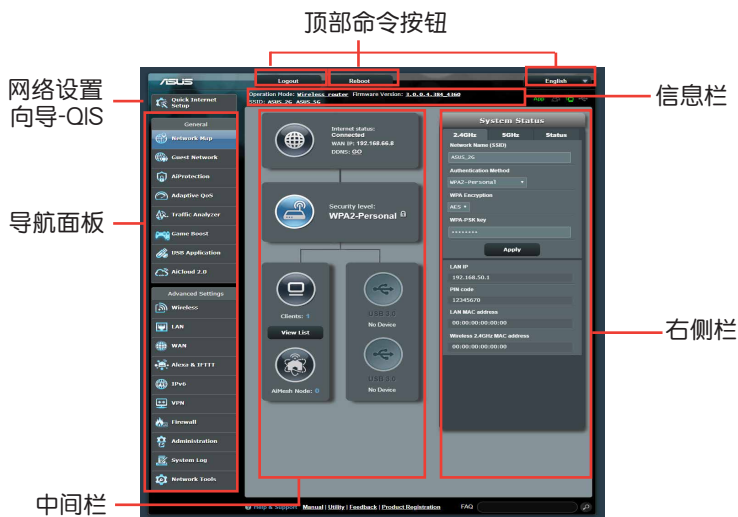 顶部命令按钮
网络设置
向导-QIS
信息栏
导航面板
右侧栏
中间栏
ASUS
Logout
Reboot
English
Quick Internet
Setup
Operation Mode: Wireless router Firmware Version: 3.0.0.4.384_4360
SSID: ASUS_2G ASUS_5G
App
General
Network Map
Guest Network
AiProtection
Adaptive QoS
Traffic Analyzer
Game Boost
USB Application
AiCloud 2.0
Advanced Settings
Wireless
LAN
WAN
Alexa & IFTTT
IPv6
VPN
Firewall
Administration
System Log
Network Tools
Internet status:
Connected
WAN IP: 192.168.66.8
DDNS: GO
Security level:
WPA2-Personal
Clients: 1
View List
AiMesh Node: 0
USB 3.0
No Device
USB 3.0
No Device
System Status
2.4GHz 5GHz Status
Network Name (SSID)
ASUS_2G
Authentication Method
WPA2-Personal
WPA Encryption
AES
WPA-PSK key
********
Apply
LAN IP
192.168.50.1
PIN code
12345670
LAN MAC address
00:00:00:00:00:00
Wireless 2.4GHz MAC address
00:00:00:00:00:00
Help & Support Manual | Utility | Feedback | Product Registration FAQ